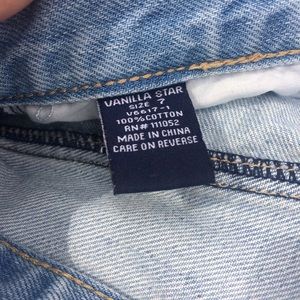 VANILLA STAR
SIZE 7
V6617-1
100%COTTON
RN# 111052
MADE IN CHINA
CARE ON REVERSE